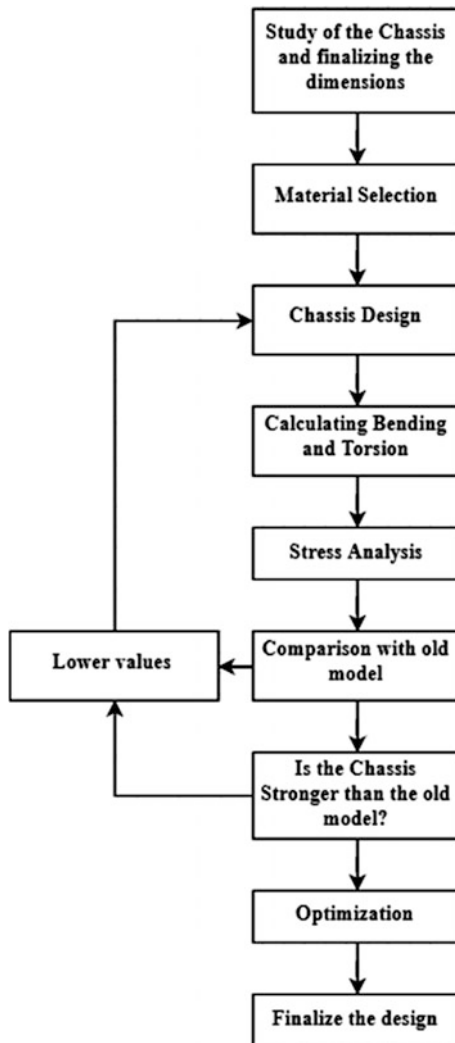 Study of the Chassis
and finalizing the
dimensions
Material Selection
Chassis Design
Calculating Bending
and Torsion
Stress Analysis
Lower values
Comparison with old
model
Is the Chassis
Stronger than the old
model?
Optimization
Finalize the design